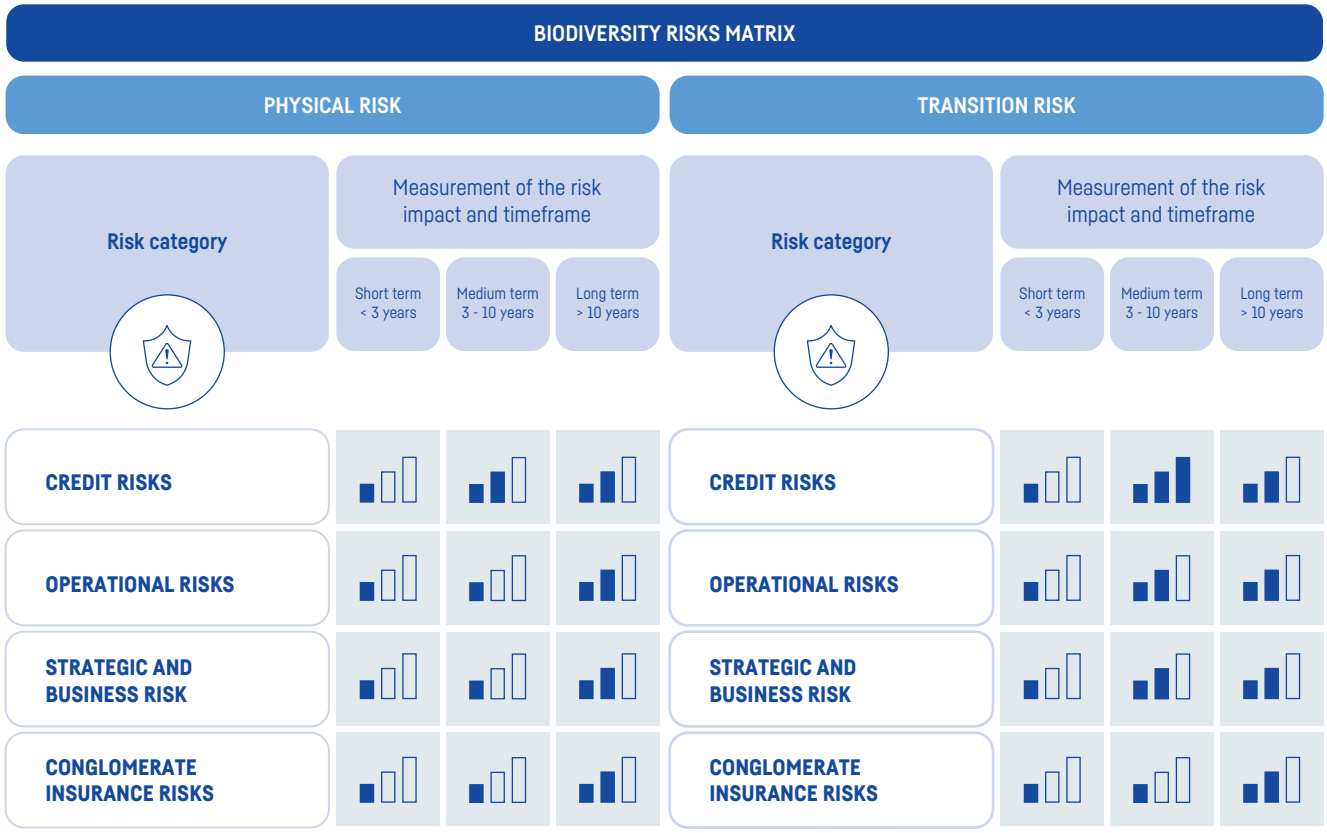 BIODIVERSITY RISKS MATRIX
PHYSICAL RISK
Risk category
Measurement of the risk
impact and timeframe
Short term
< 3 years
Medium term
3 - 10 years
Long term
> 10 years
CREDIT RISKS
OPERATIONAL RISKS
STRATEGIC AND
BUSINESS RISK
CONGLOMERATE
INSURANCE RISKS
TRANSITION RISK
Risk category
Measurement of the risk
impact and timeframe
Short term
< 3 years
Medium term
3 - 10 years
Long term
> 10 years
CREDIT RISKS
OPERATIONAL RISKS
STRATEGIC AND
BUSINESS RISK
CONGLOMERATE
INSURANCE RISKS